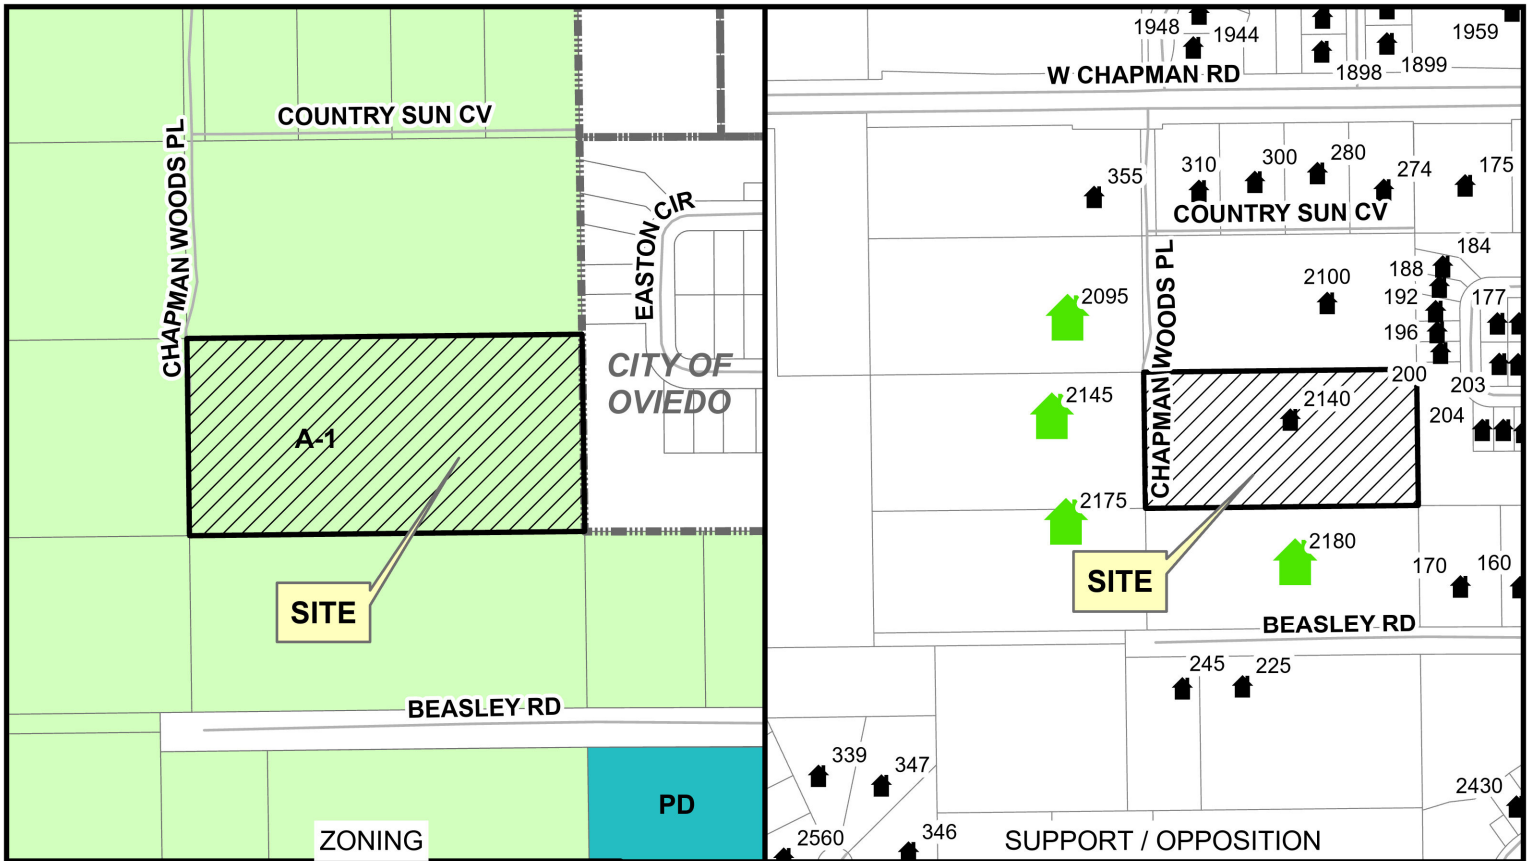 COUNTRY SUN CV
CHAPMAN WOODS PL
EASTON CIR
CITY OF
OVIEDO
A-1
SITE
BEASLEY RD
PD
ZONING
1948
1944
1959
W CHAPMAN RD
1898
1899
355
310
300
280
274
175
COUNTRY SUN CV
CHAPMAN WOODS PL
184
188
2100
192
177
2095
196
200
203
2145
2140
204
2175
SITE
2180
170
160
BEASLEY RD
245
225
339
347
2430
2560
346
SUPPORT / OPPOSITION